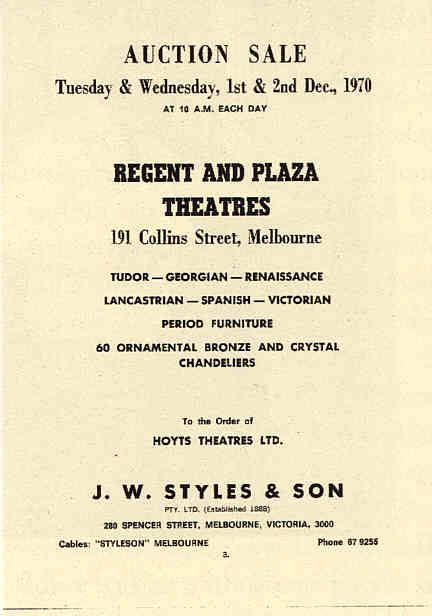 AUCTION SALE
Tuesday & Wednesday, 1st & 2nd Dec., 1970
AT 10 A.M. EACH DAY
REGENT AND PLAZA
THEATRES
191 Collins Street, Melbourne
TUDOR — GEORGIAN — RENAISSANCE
LANCASTRIAN — SPANISH — VICTORIAN
PERIOD FURNITURE
60 ORNAMENTAL BRONZE AND CRYSTAL
CHANDELIERS
To the Order of
HOYTS THEATRES LTD.
J. W. STYLES & SON
PTY. LTD. (Established 1888)
280 SPENCER STREET, MELBOURNE, VICTORIA, 3000
Cables: "STYLESON" MELBOURNE Phone 67 9255
3.